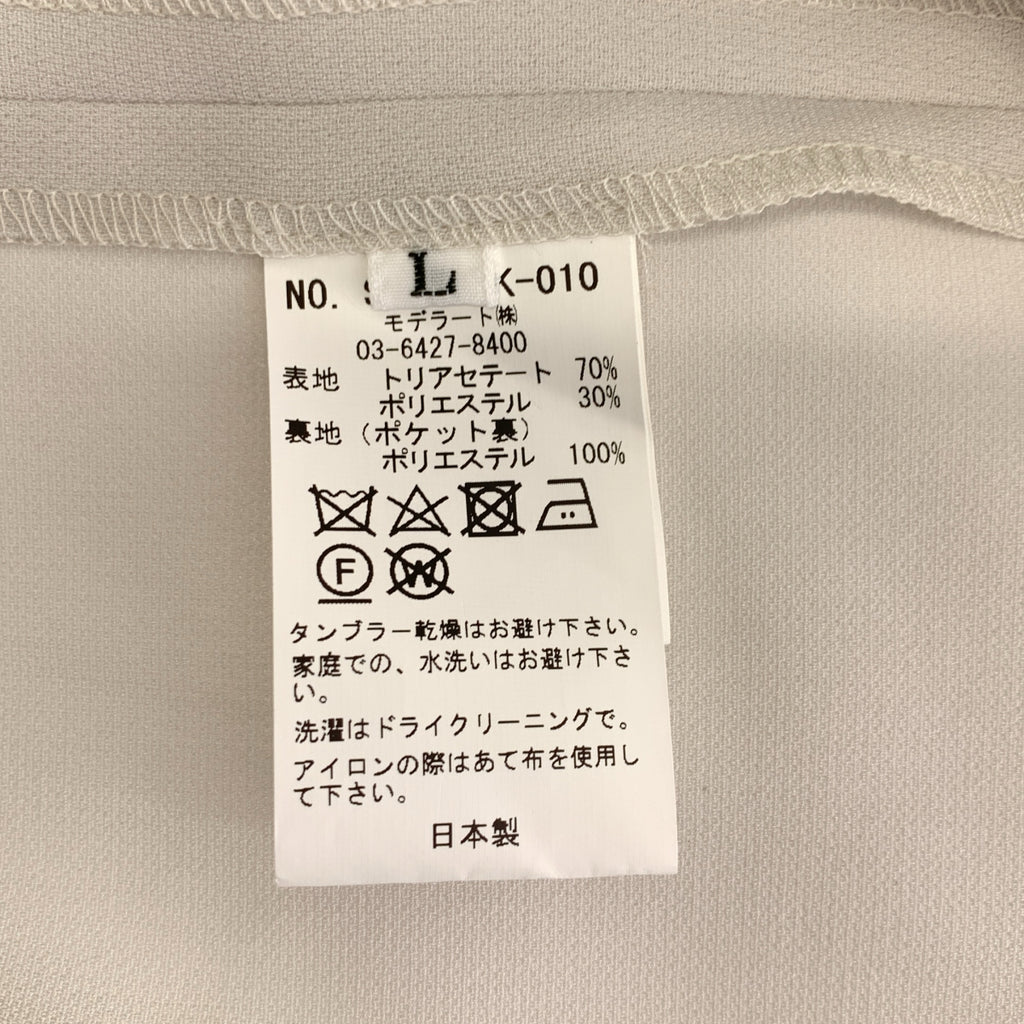 L
NO. K-010
モデラート㈱
03-6427-8400
表地 トリアセテート 70%
ポリエステル 30%
裏地 (ポケット裏)
ポリエステル 100%
F W
タンブラー乾燥はお避け下さい。
家庭での、水洗いはお避け下さ
い。
洗濯はドライクリーニングで。
アイロンの際はあて布を使用し
て下さい。
日本製